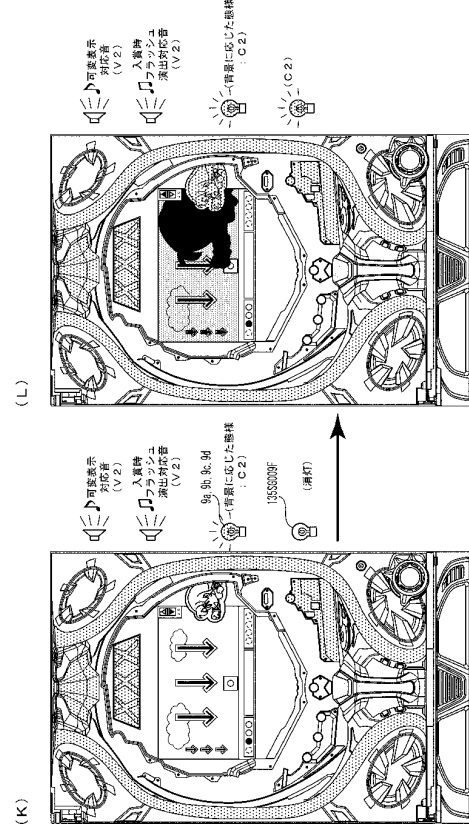 (K)
♪可変表示
対応音
(V2)
入賞時
♫フラッシュ
演出対応音
(V2)
9a, 9b, 9c, 9d
(背景に応じた態様
：C2)
135SG09F
(消灯)
(L)
♪可変表示
対応音
(V2)
入賞時
♫フラッシュ
演出対応音
(V2)
(背景に応じた態様
：C2)
(C2)